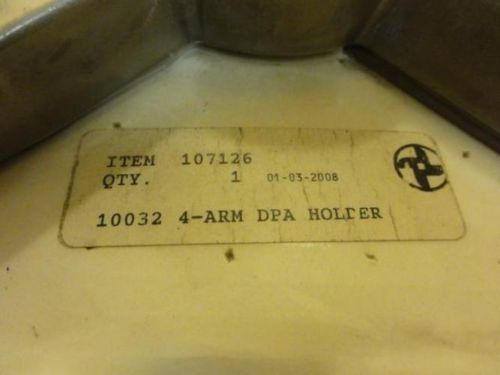 ITEM 107126
QTY. 1 01-03-2008
10032 4-ARM DPA HOLDER